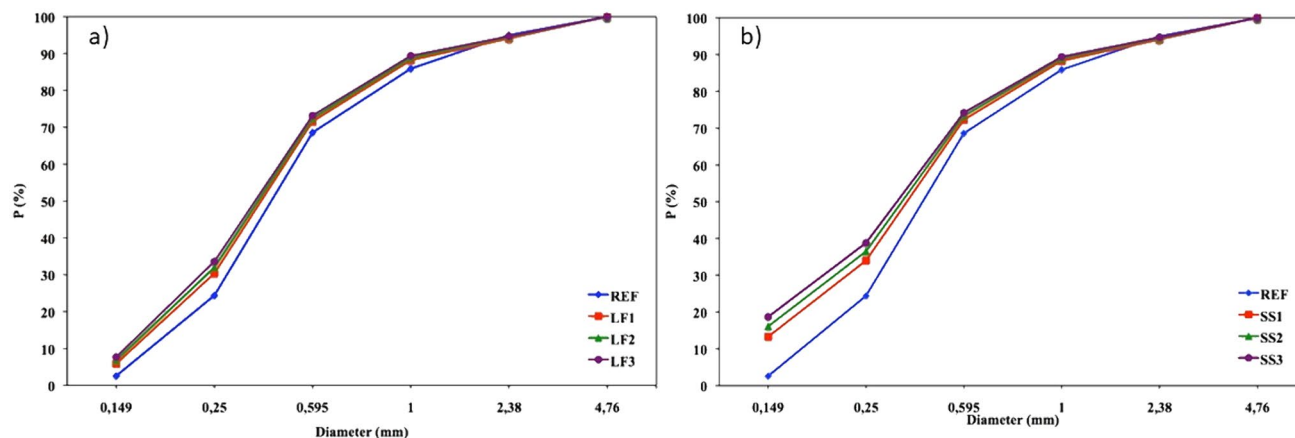 a)
100
90
80
70
60
50
40
30
20
10
0
P (%)
0,149 0,25 0,595 1 2,38 4,76
Diameter (mm)
REF
LF1
LF2
LF3
b)
100
90
80
70
60
50
40
30
20
10
0
P (%)
0,149 0,25 0,595 1 2,38 4,76
Diameter (mm)
REF
SS1
SS2
SS3